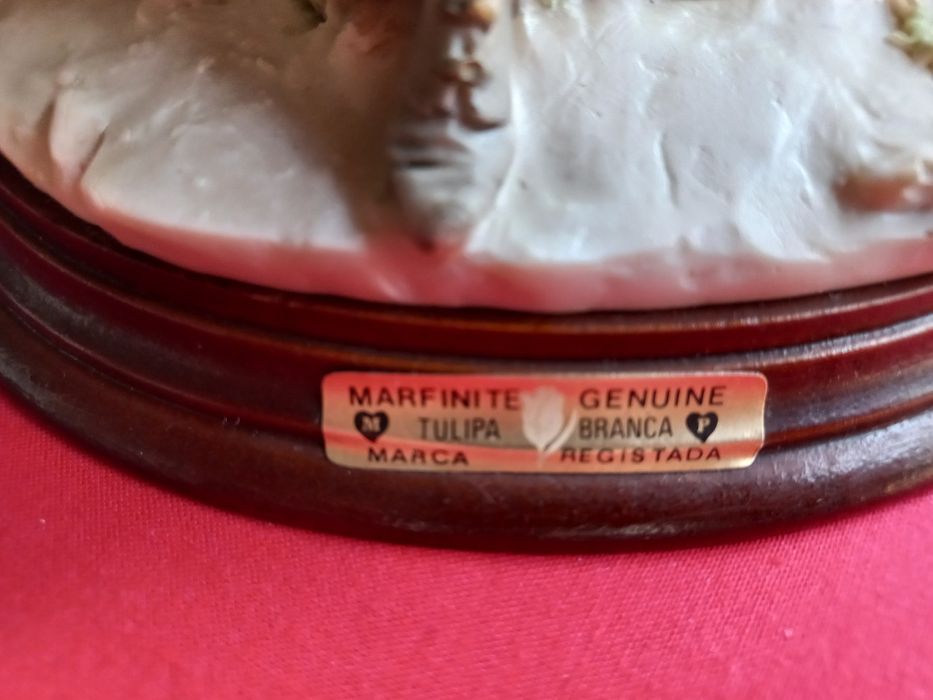 MARFINITE GENUINE
M TULIPA BRANCA P
MARCA REGISTADA